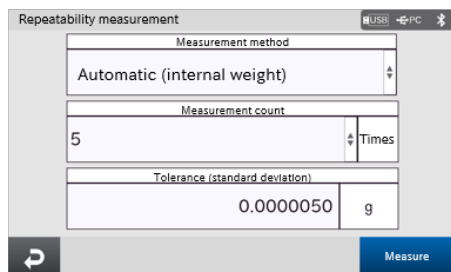 Repeatability measurement USB PC
Measurement method
Automatic (internal weight)
Measurement count
5 Times
Tolerance (standard deviation)
0.0000050 g
Measure